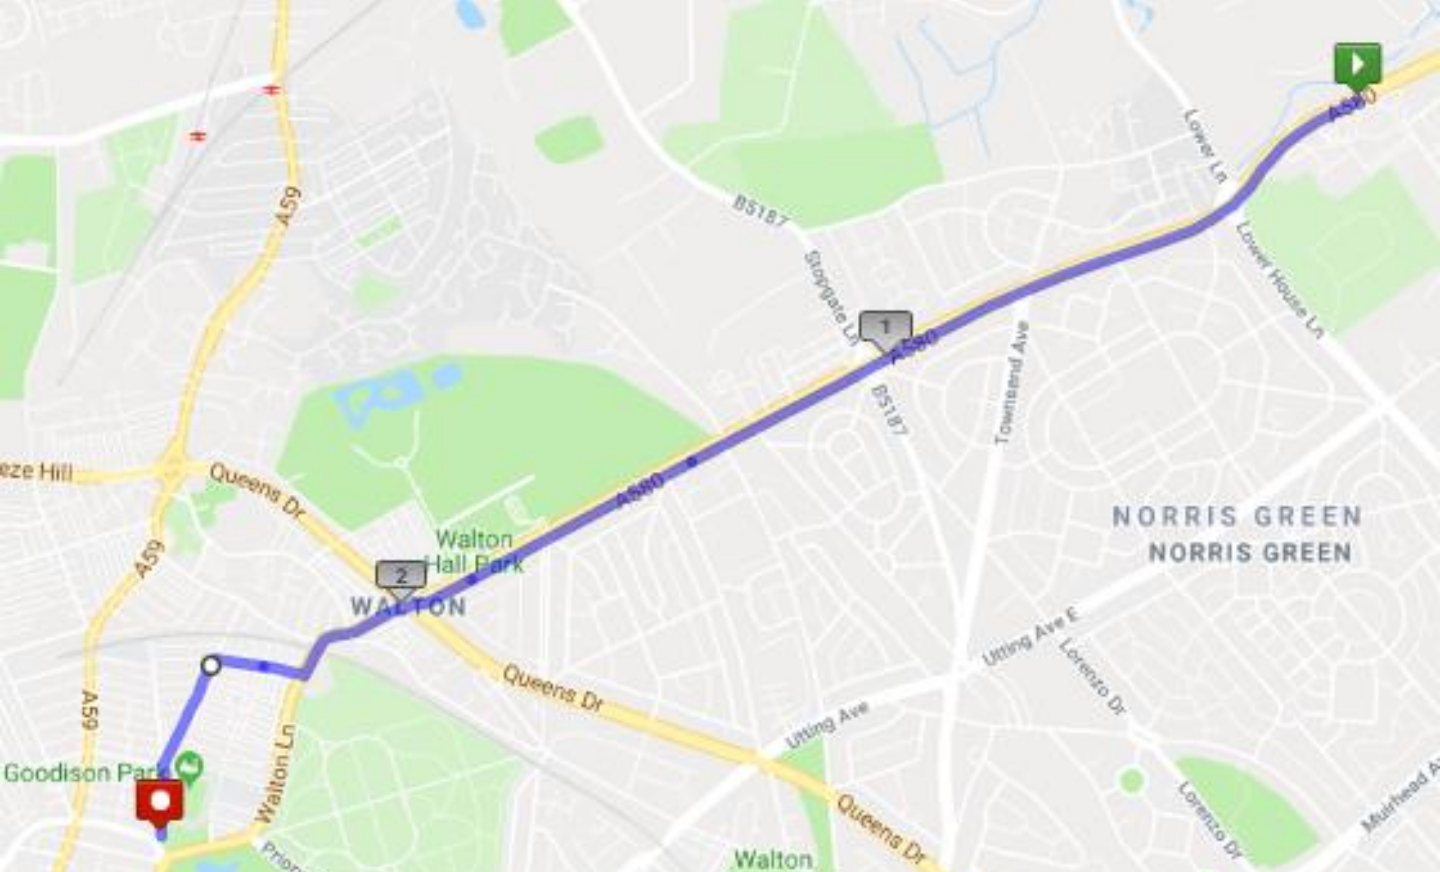 A580
Lower Ln
A59
B5187
Lower House Ln
Stopgate Ln
1
A580
Townsend Ave
B5187
eze Hill
Queens Dr
A580
NORRIS GREEN
NORRIS GREEN
Walton
Hall Park
A59
2
WALTON
Utting Ave E
Lorenzo Dr
Queens Dr
A59
Utting Ave
Walton Ln
Goodison Park
Lorenzo Dr
Muirhead Av
Queens Dr
Prior
Walton